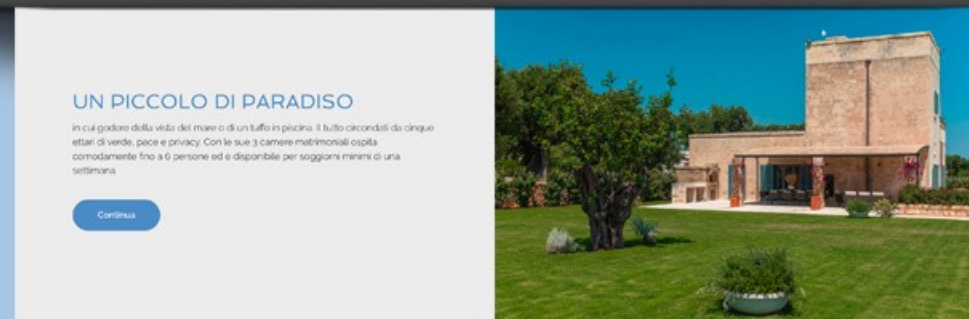 UN PICCOLO DI PARADISO
in cui godere della vista del mare o di un tuffo in piscina. Il tutto circondati da cinque
ettari di verde, pace e privacy. Con le sue 3 camere matrimoniali ospita
comodamente fino a 6 persone ed è disponibile per soggiorni minimi di una
settimana.
Continua